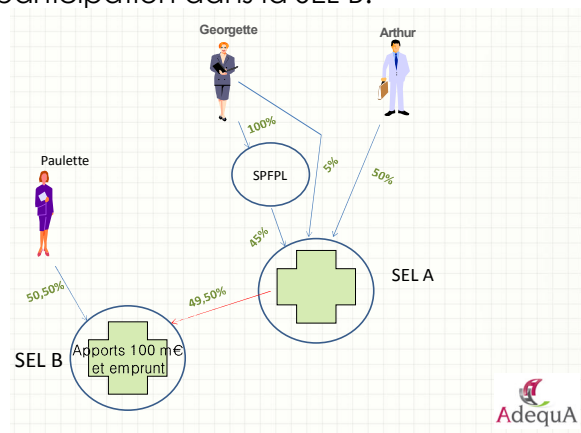 participation dans la SEL B.
Georgette
Arthur
100%
Paulette
SPFPL
5%
50%
45%
SEL A
50,50%
49,50%
SEL B
Apports 100 m€
et emprunt
AdequA